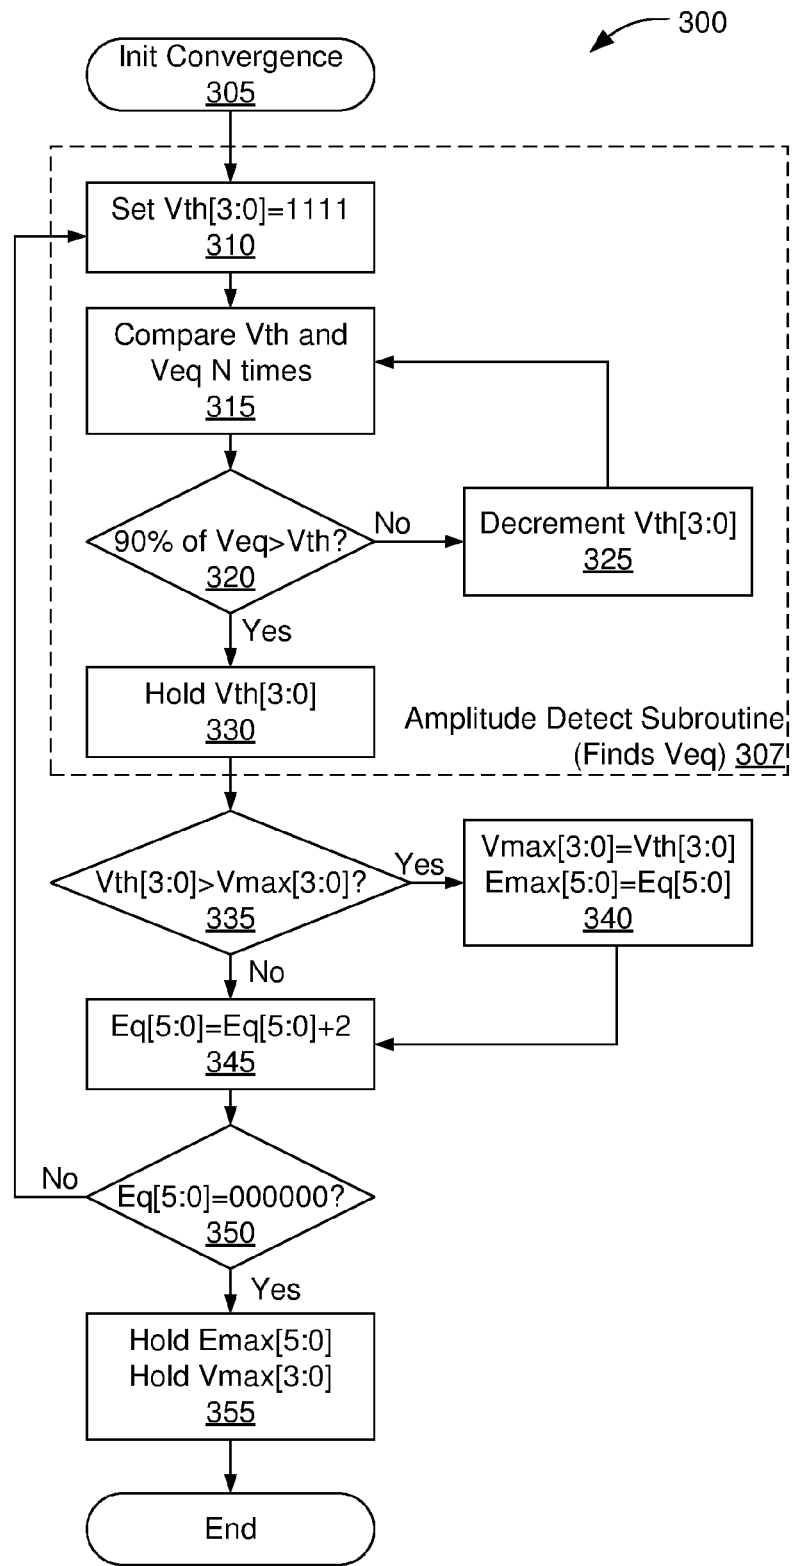 300
Init Convergence
305
Set Vth[3:0]=1111
310
Compare Vth and
Veq N times
315
90% of Veq>Vth?
320
No
Decrement Vth[3:0]
325
Yes
Hold Vth[3:0]
330
Amplitude Detect Subroutine
(Finds Veq) 307
Vth[3:0]>Vmax[3:0]?
335
Yes
Vmax[3:0]=Vth[3:0]
Emax[5:0]=Eq[5:0]
340
No
Eq[5:0]=Eq[5:0]+2
345
No
Eq[5:0]=000000?
350
Yes
Hold Emax[5:0]
Hold Vmax[3:0]
355
End